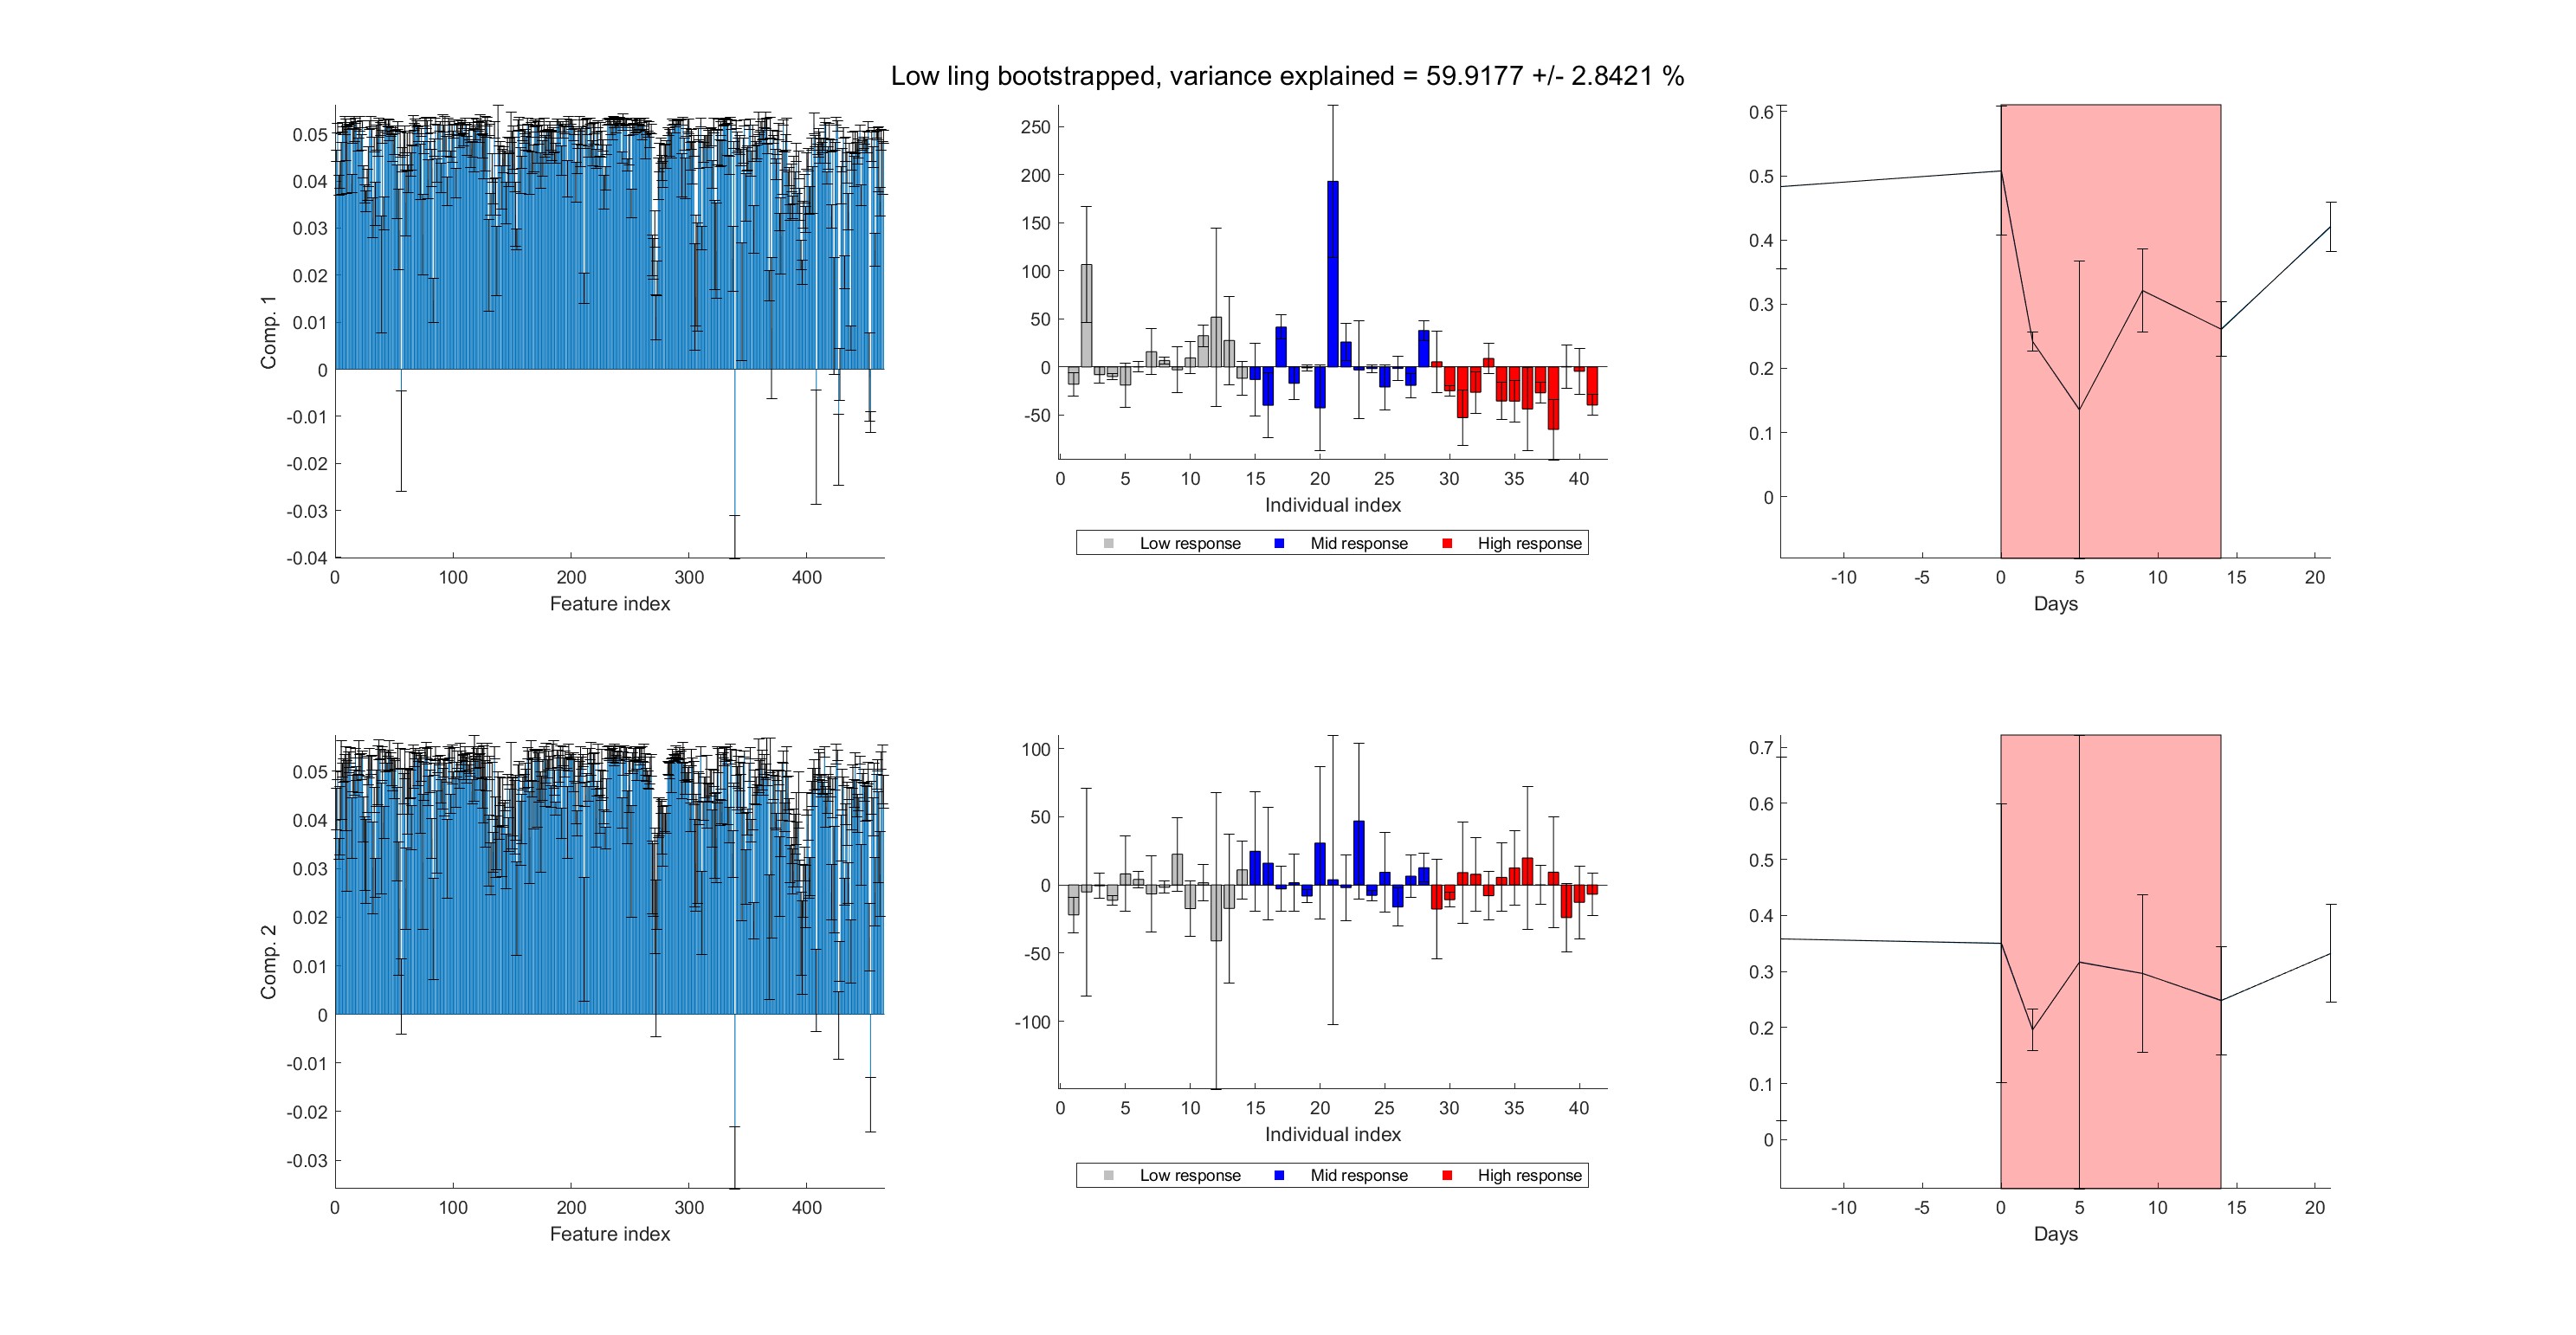 Low ling bootstrapped, variance explained = 59.9177 +/- 2.8421 %
Comp. 1
0.05
0.04
0.03
0.02
0.01
0
-0.01
-0.02
-0.03
-0.04
0 100 200 300 400
Feature index
250
200
150
100
50
0
-50
0 5 10 15 20 25 30 35 40
Individual index
Low response Mid response High response
0.6
0.5
0.4
0.3
0.2
0.1
0
-10 -5 0 5 10 15 20
Days
Comp. 2
0.05
0.04
0.03
0.02
0.01
0
-0.01
-0.02
-0.03
0 100 200 300 400
Feature index
100
50
0
-50
-100
0 5 10 15 20 25 30 35 40
Individual index
Low response Mid response High response
0.7
0.6
0.5
0.4
0.3
0.2
0.1
0
-10 -5 0 5 10 15 20
Days